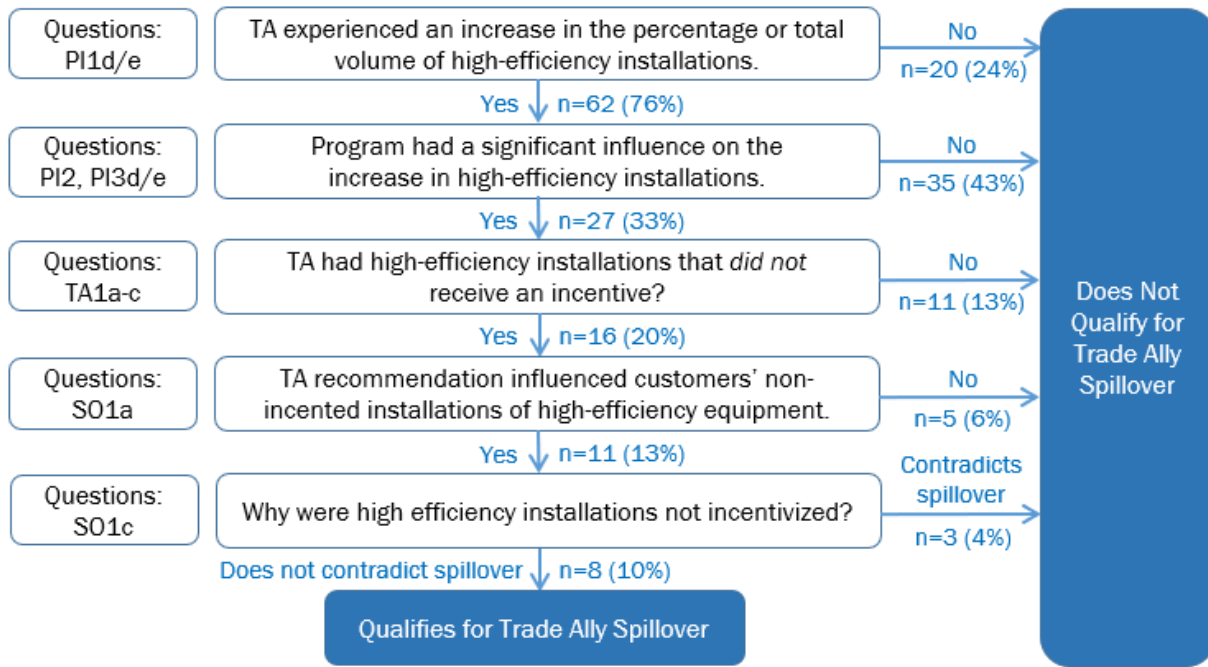 Questions:
PI1d/e
TA experienced an increase in the percentage or total
volume of high-efficiency installations.
No
n=20 (24%)
Yes n=62 (76%)
Questions:
PI2, PI3d/e
Program had a significant influence on the
increase in high-efficiency installations.
No
n=35 (43%)
Yes n=27 (33%)
Questions:
TA1a-c
TA had high-efficiency installations that did not
receive an incentive?
No
n=11 (13%)
Yes n=16 (20%)
Questions:
SO1a
TA recommendation influenced customers’ non-
incented installations of high-efficiency equipment.
No
n=5 (6%)
Yes n=11 (13%)
Questions:
SO1c
Why were high efficiency installations not incentivized?
Contradicts
spillover
n=3 (4%)
Does not contradict spillover n=8 (10%)
Qualifies for Trade Ally Spillover
Does Not
Qualify for
Trade Ally
Spillover